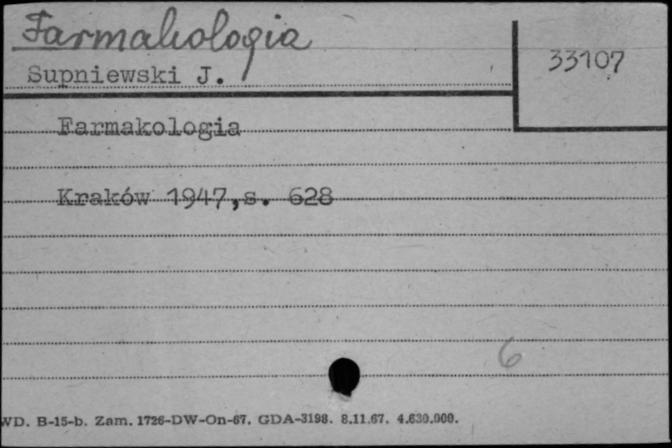 Farmakologia
Supniewski J.
33107
Farmakologia
Kraków 1947,s. 628
6
WD. B-15-b. Zam. 1726-DW-On-67. GDA-3198. 8.11.67. 4.630.000.